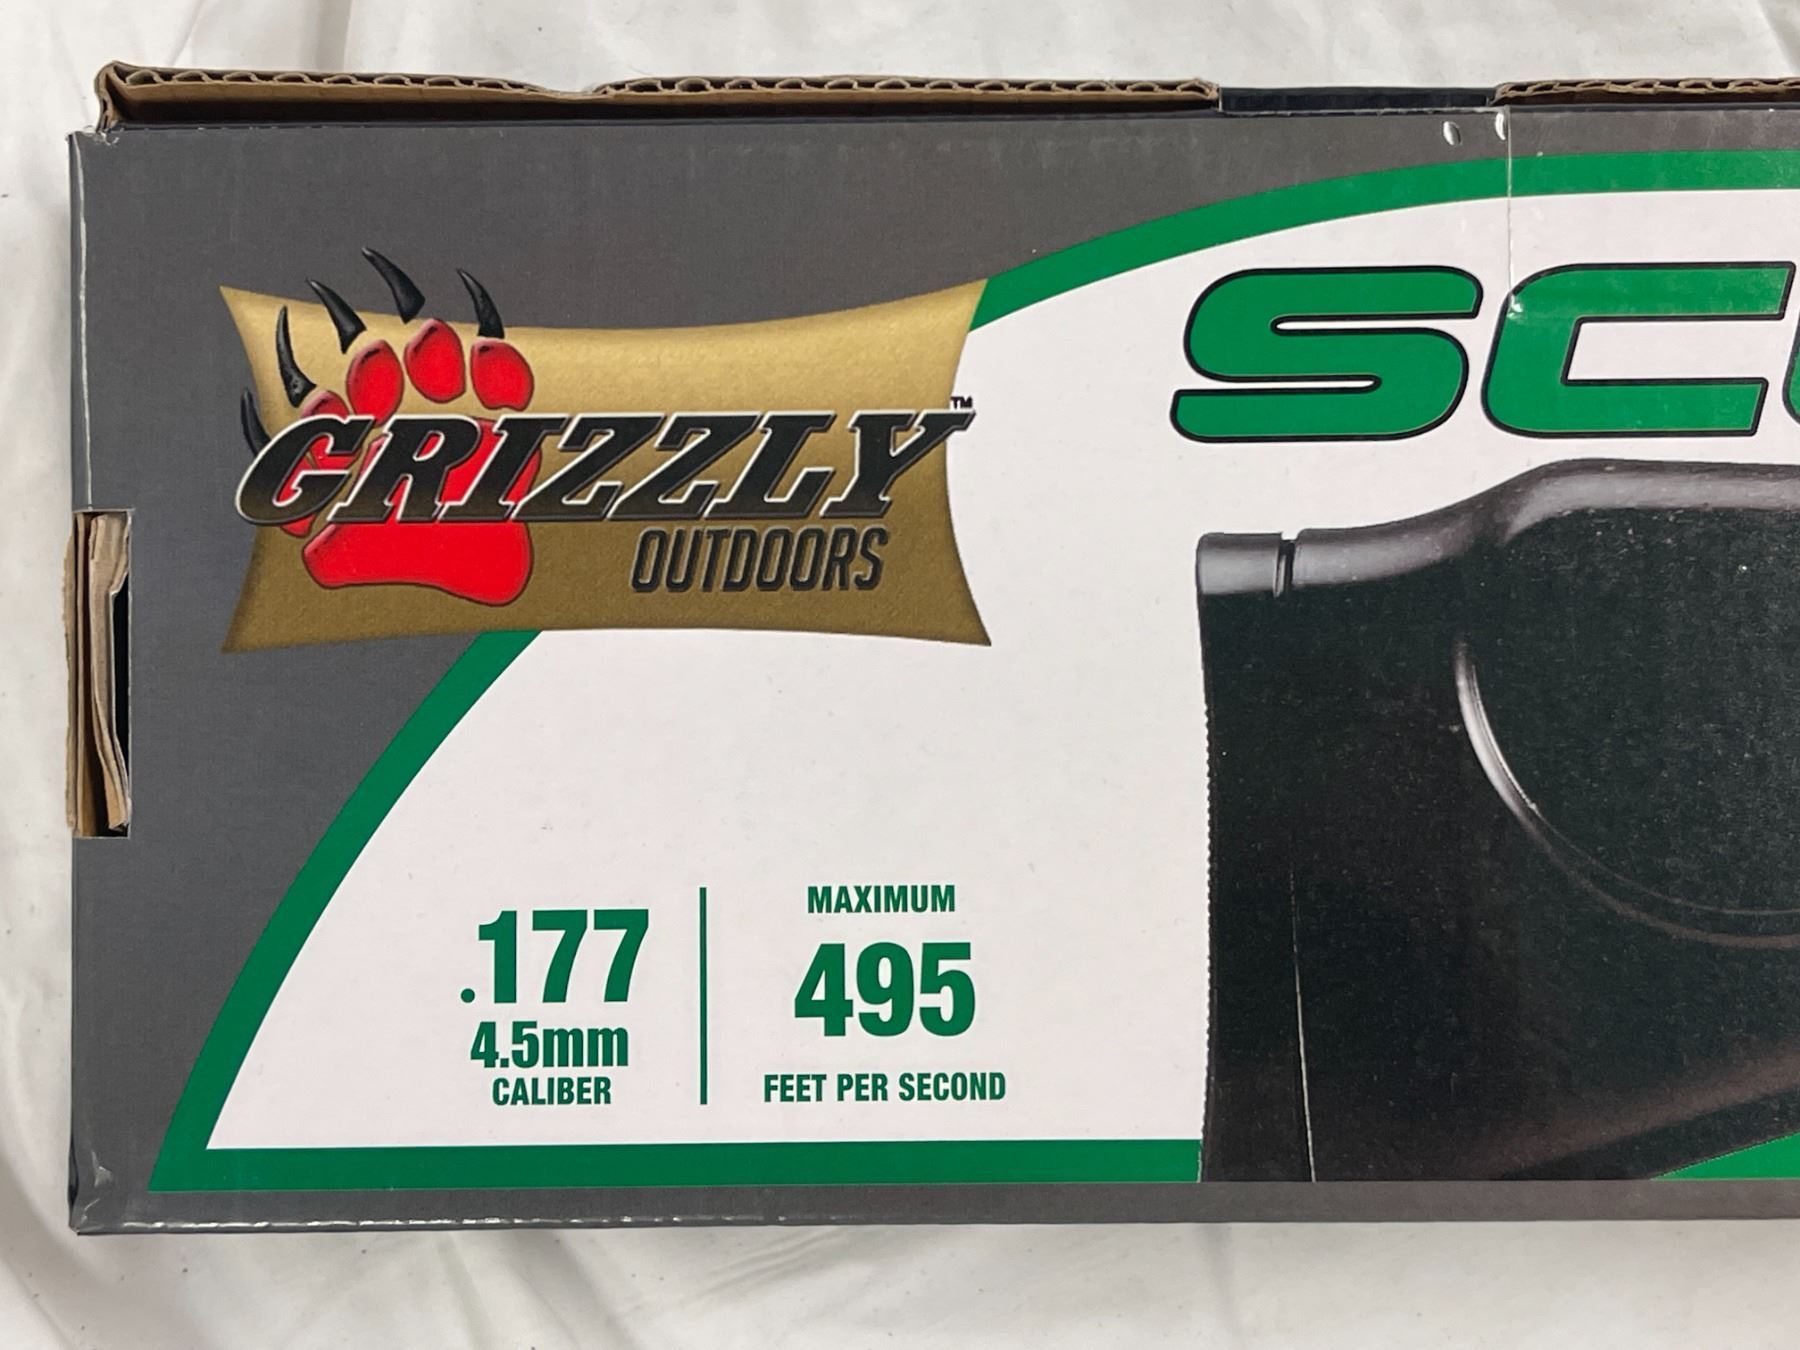 GRIZZLY™
OUTDOORS
.177
4.5mm
CALIBER
MAXIMUM
495
FEET PER SECOND